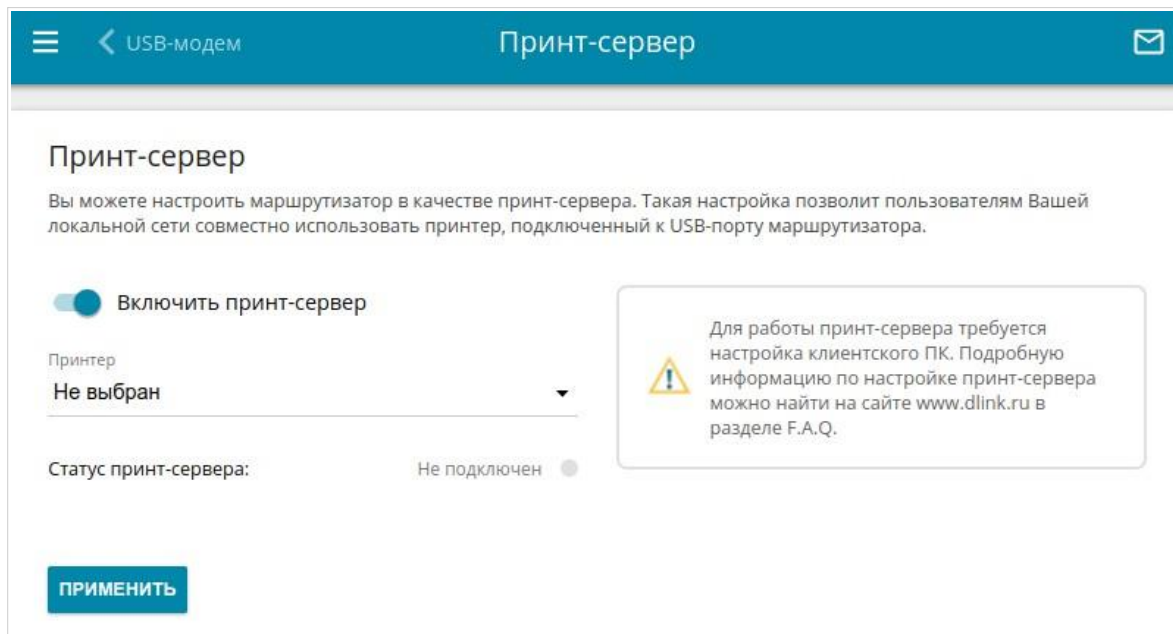 USB-модем
Принт-сервер
Принт-сервер
Вы можете настроить маршрутизатор в качестве принт-сервера. Такая настройка позволит пользователям Вашей
локальной сети совместно использовать принтер, подключенный к USB-порту маршрутизатора.
Включить принт-сервер
Принтер
Не выбран
Статус принт-сервера:
Не подключен
Для работы принт-сервера требуется
настройка клиентского ПК. Подробную
информацию по настройке принт-сервера
можно найти на сайте www.dlink.ru в
разделе F.A.Q.
ПРИМЕНИТЬ